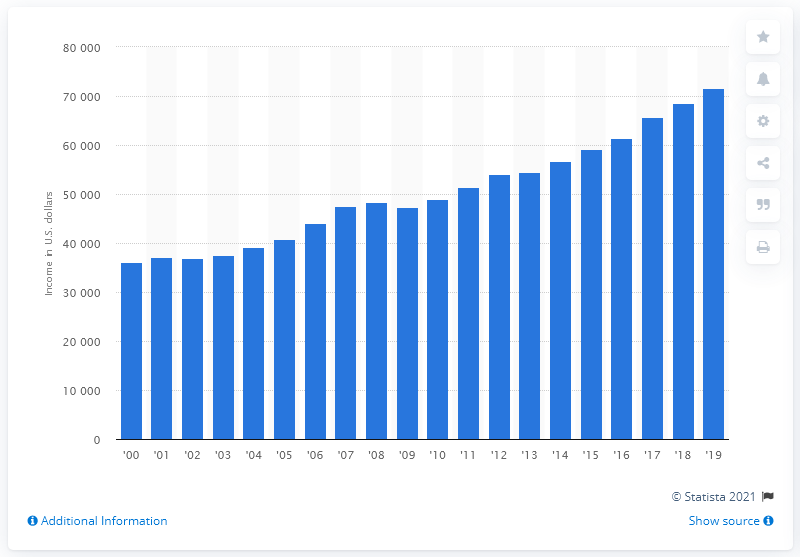 80 000
70 000
60 000
50 000
40 000
30 000
20 000
10 000
0
Income in U.S. dollars
'00 '01 '02 '03 '04 '05 '06 '07 '08 '09 '10 '11 '12 '13 '14 '15 '16 '17 '18 '19
© Statista 2021
Additional Information
Show source